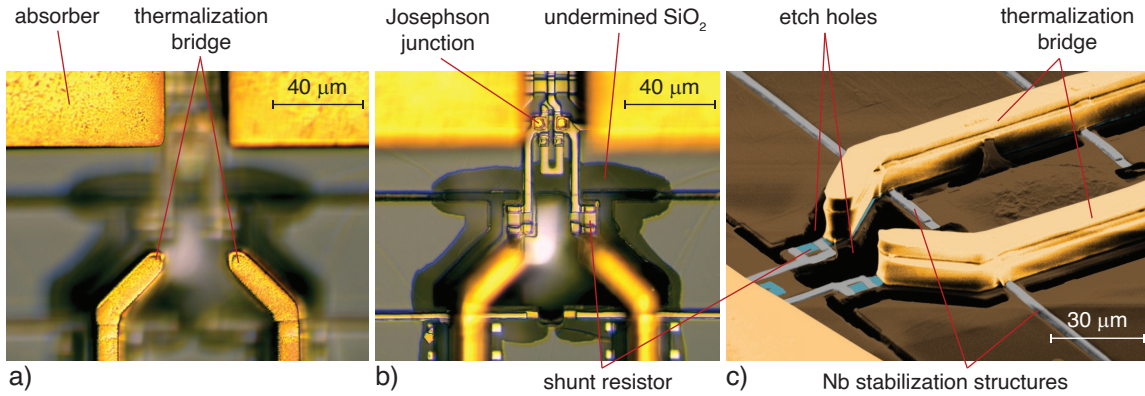 absorber
thermalization
bridge
Josephson
junction
undermined SiO₂
etch holes
thermalization
bridge
40 μm
40 μm
30 μm
a)
b)
shunt resistor
c)
Nb stabilization structures